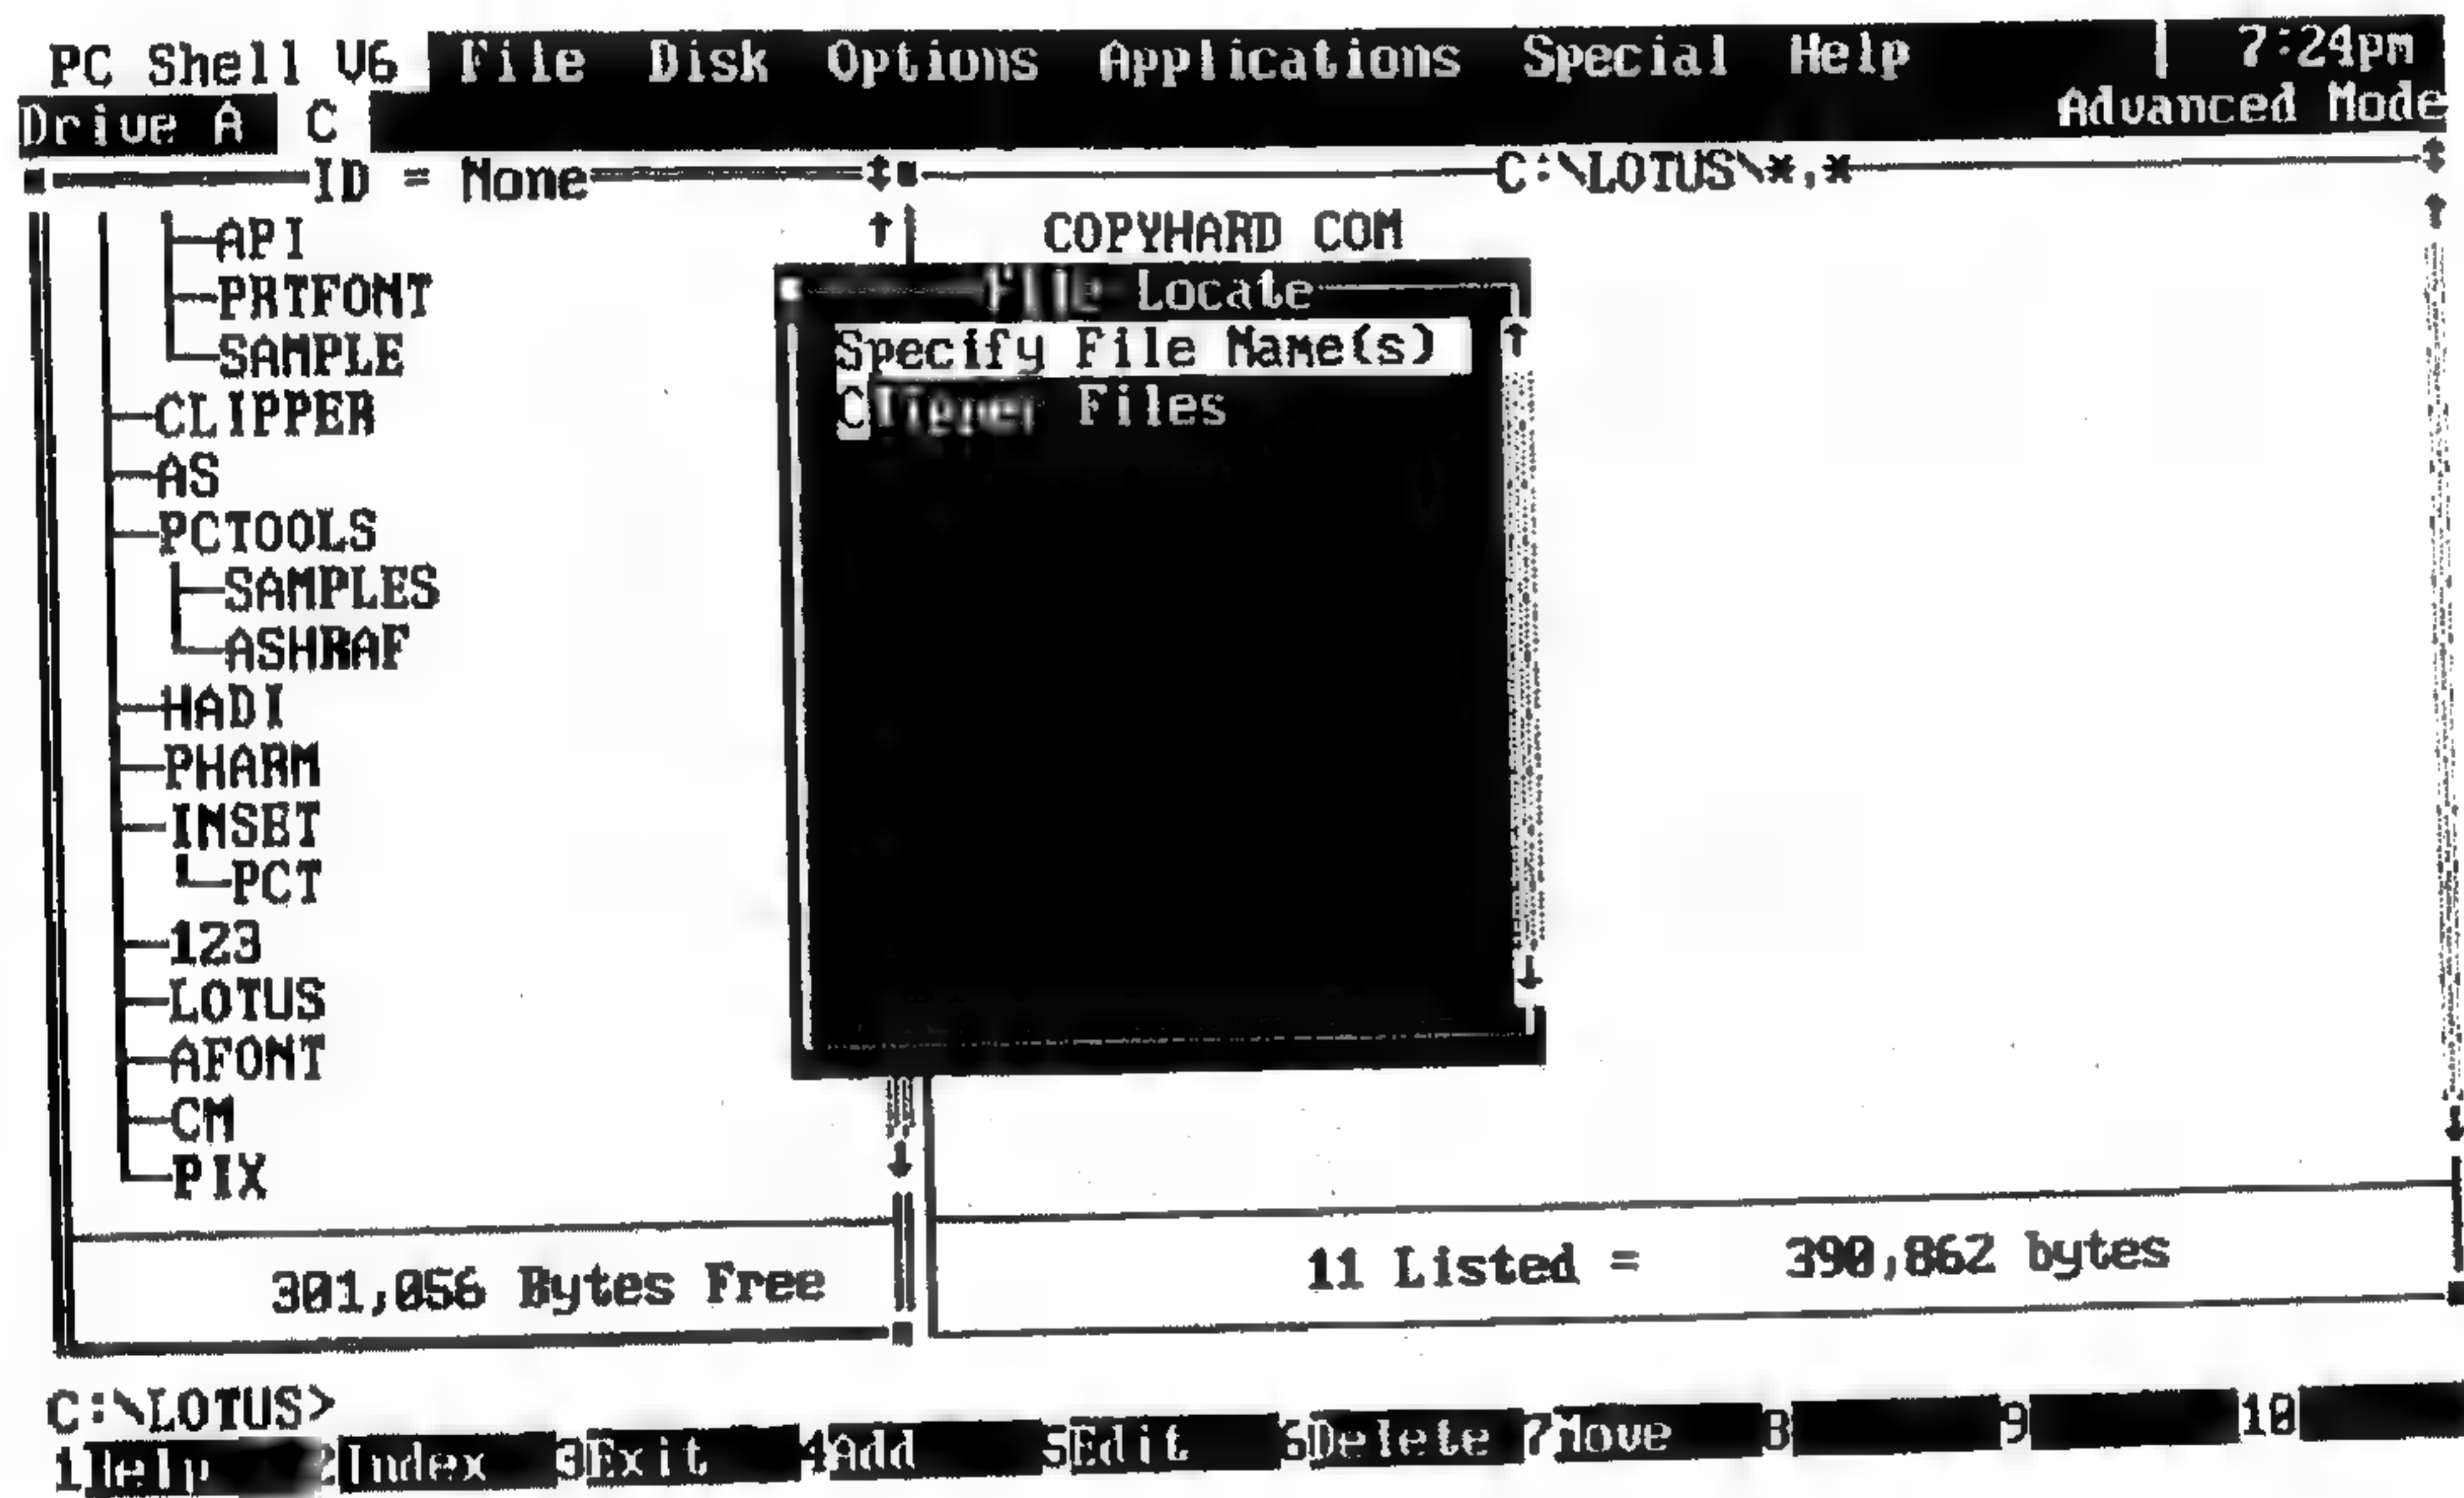 PC Shell V6 File Disk Options Applications Special Help 7:24pm
Drive A C Advanced Mode
ID = None
C:\LOTUS\*,*
API
PRTFONT
SAMPLE
CLIPPER
AS
PCTOOLS
SAMPLES
ASHRAF
HADI
PHARM
INSET
PCT
123
LOTUS
AFONT
CM
PIX
COPYHARD COM
File Locate
Specify File Name(s)
Clipper Files
301,056 Bytes Free
11 Listed = 390,862 bytes
C:\LOTUS>
1Help 2Index 3Exit 4Add 5Edit 6Delete 7Move 8 9 10